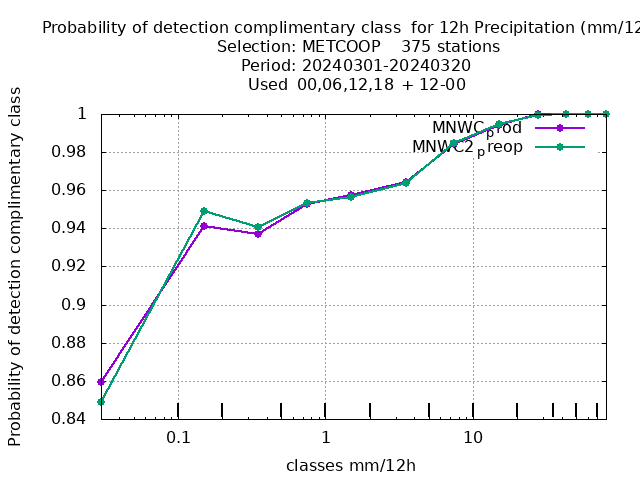 Probability of detection complimentary class  for 12h Precipitation (mm/12
Selection: METCOOP    375 stations
Period: 20240301-20240320
Used  00,06,12,18  + 12-00
Probability of detection complimentary class
1
0.98
0.96
0.94
0.92
0.9
0.88
0.86
0.84
MNWCprod
MNWC2preop
0.1
1
10
classes mm/12h